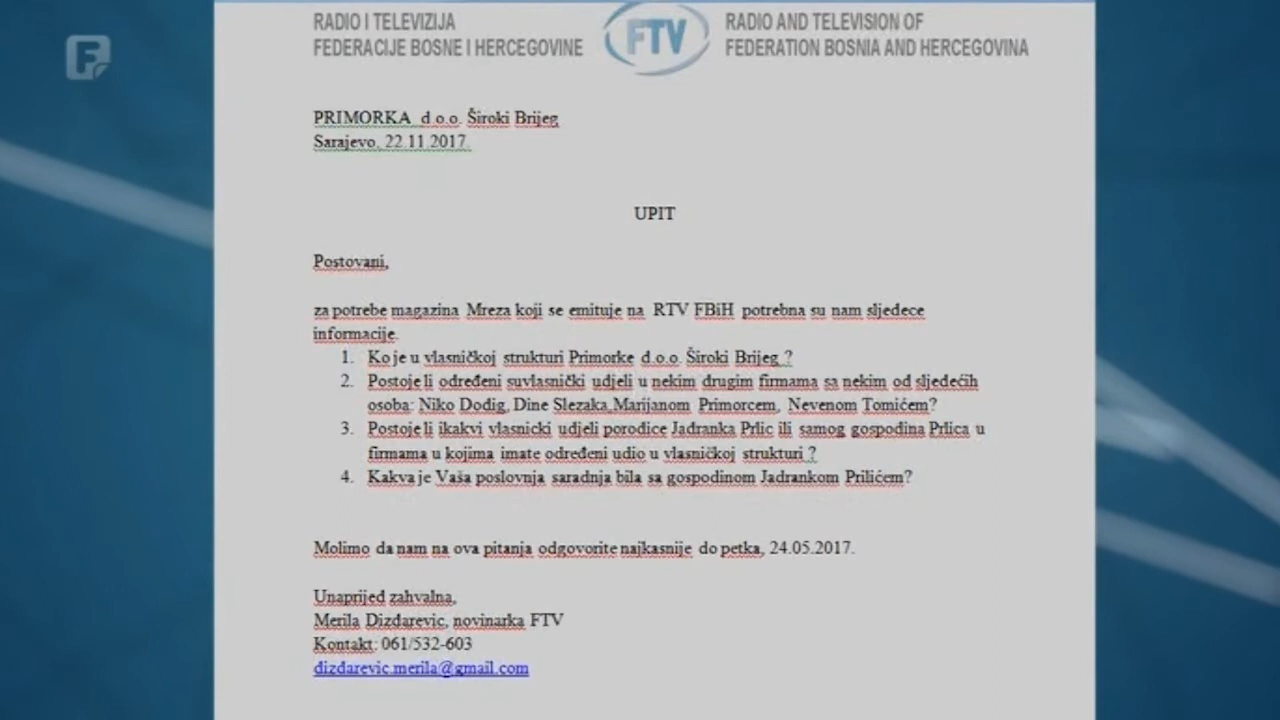 RADIO I TELEVIZIJA
FEDERACIJE BOSNE I HERCEGOVINE
FTV
RADIO AND TELEVISION OF
FEDERATION BOSNIA AND HERCEGOVINA
F
PRIMORKA d.o.o. Široki Brijeg
Sarajevo, 22.11.2017.
UPIT
Postovani,
za potrebe magazina Mreza koji se emituje na RTV FBiH potrebna su nam sljedece
informacije.
1. Ko je u vlasničkoj strukturi Primorke d.o.o. Široki Brijeg ?
2. Postoje li određeni suvlasnički udjeli u nekim drugim firmama sa nekim od sljedećih
osoba: Niko Dodig, Dine Slezaka,Marijanom Primorcem, Nevenom Tomićem?
3. Postoje li ikakvi vlasnicki udjeli porodice Jadranka Prlic ili samog gospodina Prlica u
firmama u kojima imate određeni udio u vlasničkoj strukturi ?
4. Kakva je Vaša poslovnja saradnja bila sa gospodinom Jadrankom Prilićem?
Molimo da nam na ova pitanja odgovorite najkasnije do petka, 24.05.2017.
Unaprijed zahvalna,
Merila Dizdarevic, novinarka FTV
Kontakt: 061/532-603
dizdarevic.merila@gmail.com